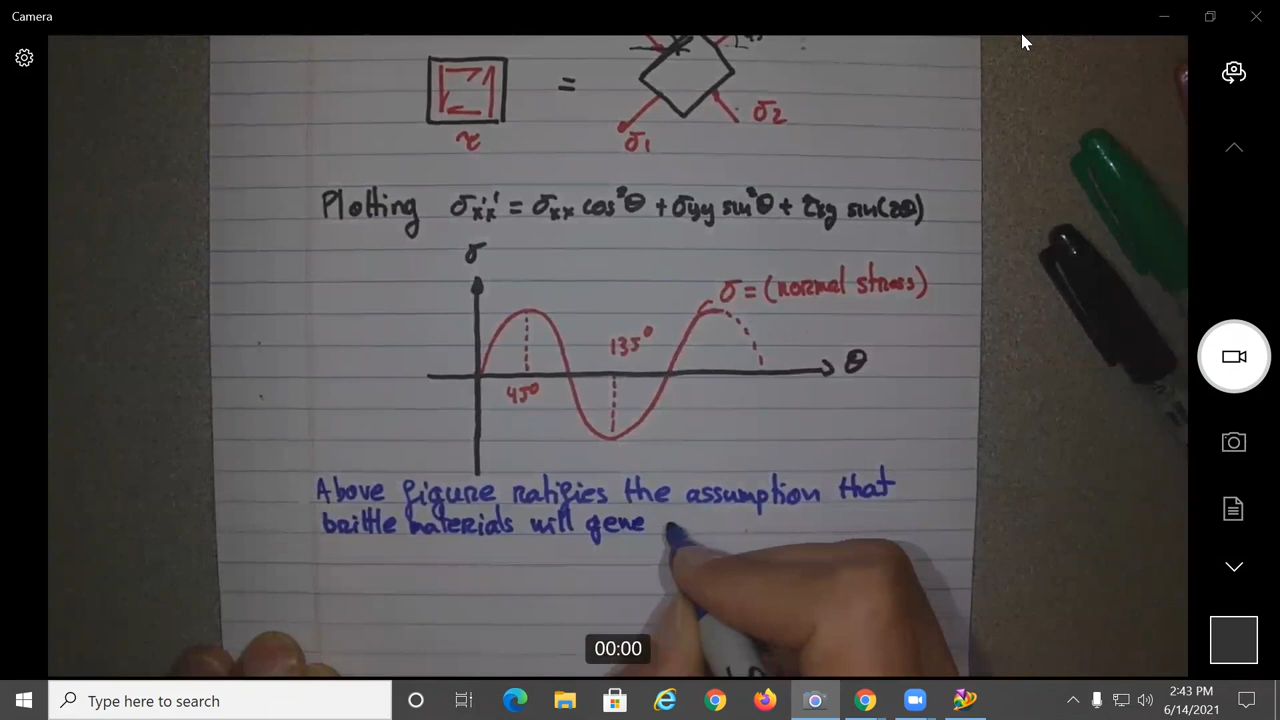 Camera
=
τ
σ1
σ2
Plotting σx'x' = σxx cos²θ + σyy sin²θ + τxy sin(2θ)
σ
σ = (normal stress)
135°
θ
45°
Above figure ratifies the assumption that
brittle materials will gene
00:00
Type here to search
2:43 PM
6/14/2021